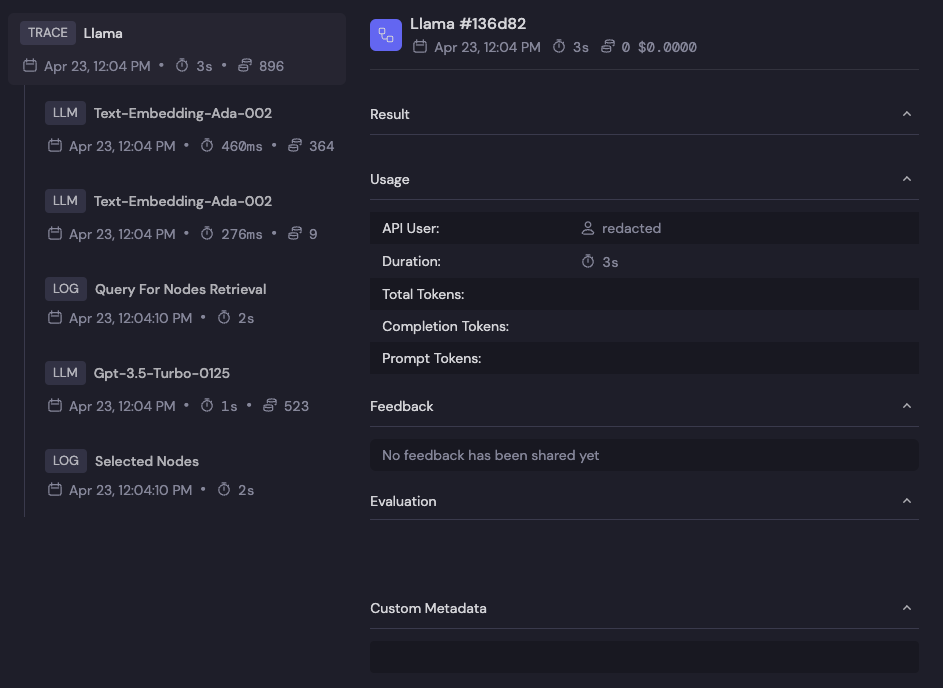 TRACE Llama
Apr 23, 12:04 PM • 3s • 896
LLM Text-Embedding-Ada-002
Apr 23, 12:04 PM • 460ms • 364
LLM Text-Embedding-Ada-002
Apr 23, 12:04 PM • 276ms • 9
LOG Query For Nodes Retrieval
Apr 23, 12:04:10 PM • 2s
LLM Gpt-3.5-Turbo-0125
Apr 23, 12:04 PM • 1s • 523
LOG Selected Nodes
Apr 23, 12:04:10 PM • 2s
Llama #136d82
Apr 23, 12:04 PM 3s 0 $0.0000
Result
Usage
API User: redacted
Duration: 3s
Total Tokens:
Completion Tokens:
Prompt Tokens:
Feedback
No feedback has been shared yet
Evaluation
Custom Metadata